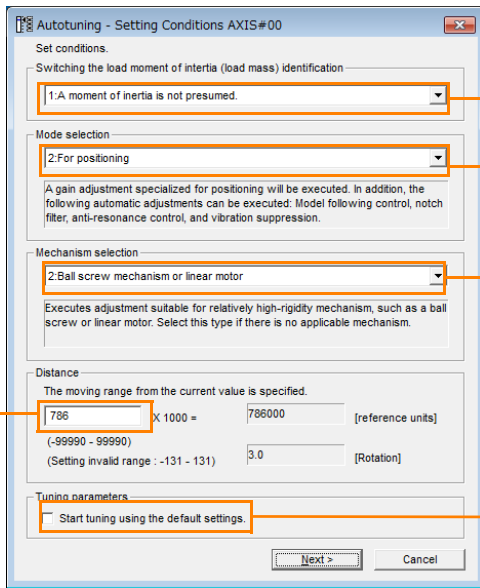 Autotuning - Setting Conditions AXIS#00
Set conditions.
Switching the load moment of intertia (load mass) identification
1:A moment of inertia is not presumed.
Mode selection
2:For positioning
A gain adjustment specialized for positioning will be executed. In addition, the
following automatic adjustments can be executed: Model following control, notch
filter, anti-resonance control, and vibration suppression.
Mechanism selection
2:Ball screw mechanism or linear motor
Executes adjustment suitable for relatively high-rigidity mechanism, such as a ball
screw or linear motor. Select this type if there is no applicable mechanism.
Distance
The moving range from the current value is specified.
786 X 1000 = 786000 [reference units]
(-99990 - 99990)
(Setting invalid range : -131 - 131) 3.0 [Rotation]
Tuning parameters
Start tuning using the default settings.
Next > Cancel